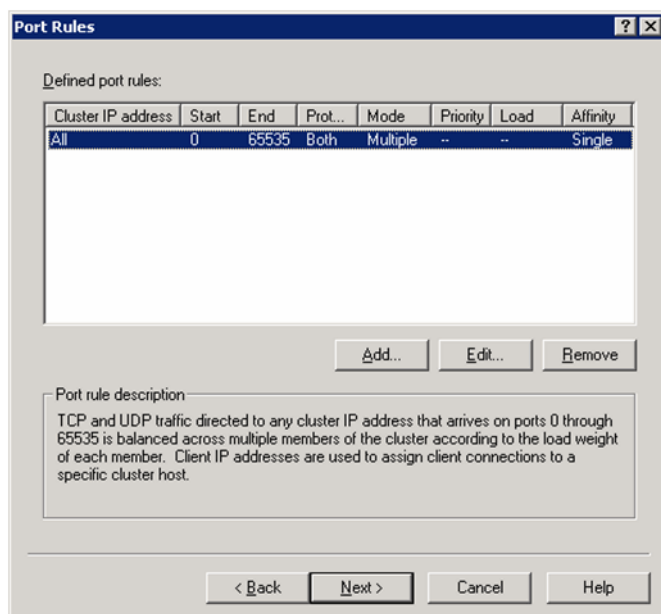 Port Rules
Defined port rules:
Cluster IP address Start End Prot... Mode Priority Load Affinity
All 0 65535 Both Multiple -- -- Single
Add... Edit... Remove
Port rule description
TCP and UDP traffic directed to any cluster IP address that arrives on ports 0 through
65535 is balanced across multiple members of the cluster according to the load weight
of each member. Client IP addresses are used to assign client connections to a
specific cluster host.
< Back Next > Cancel Help